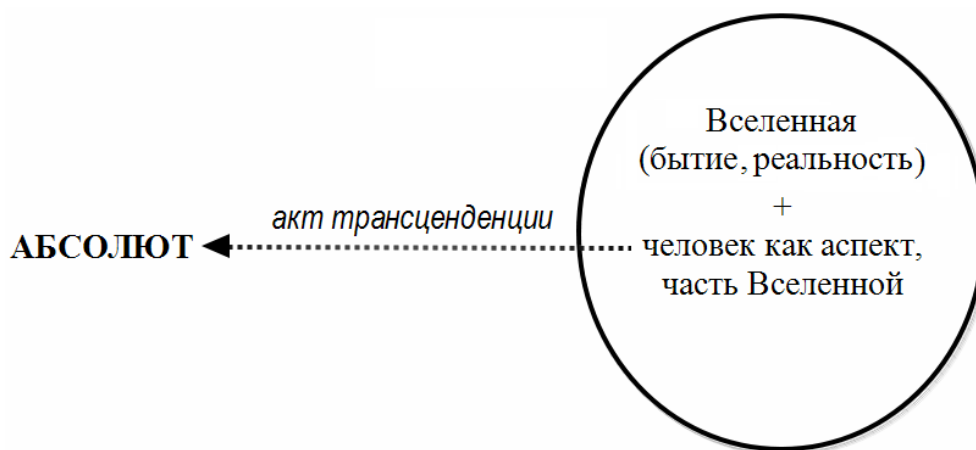 Вселенная
(бытие, реальность)
+
акт трансценденции
АБСОЛЮТ
человек как аспект,
часть Вселенной